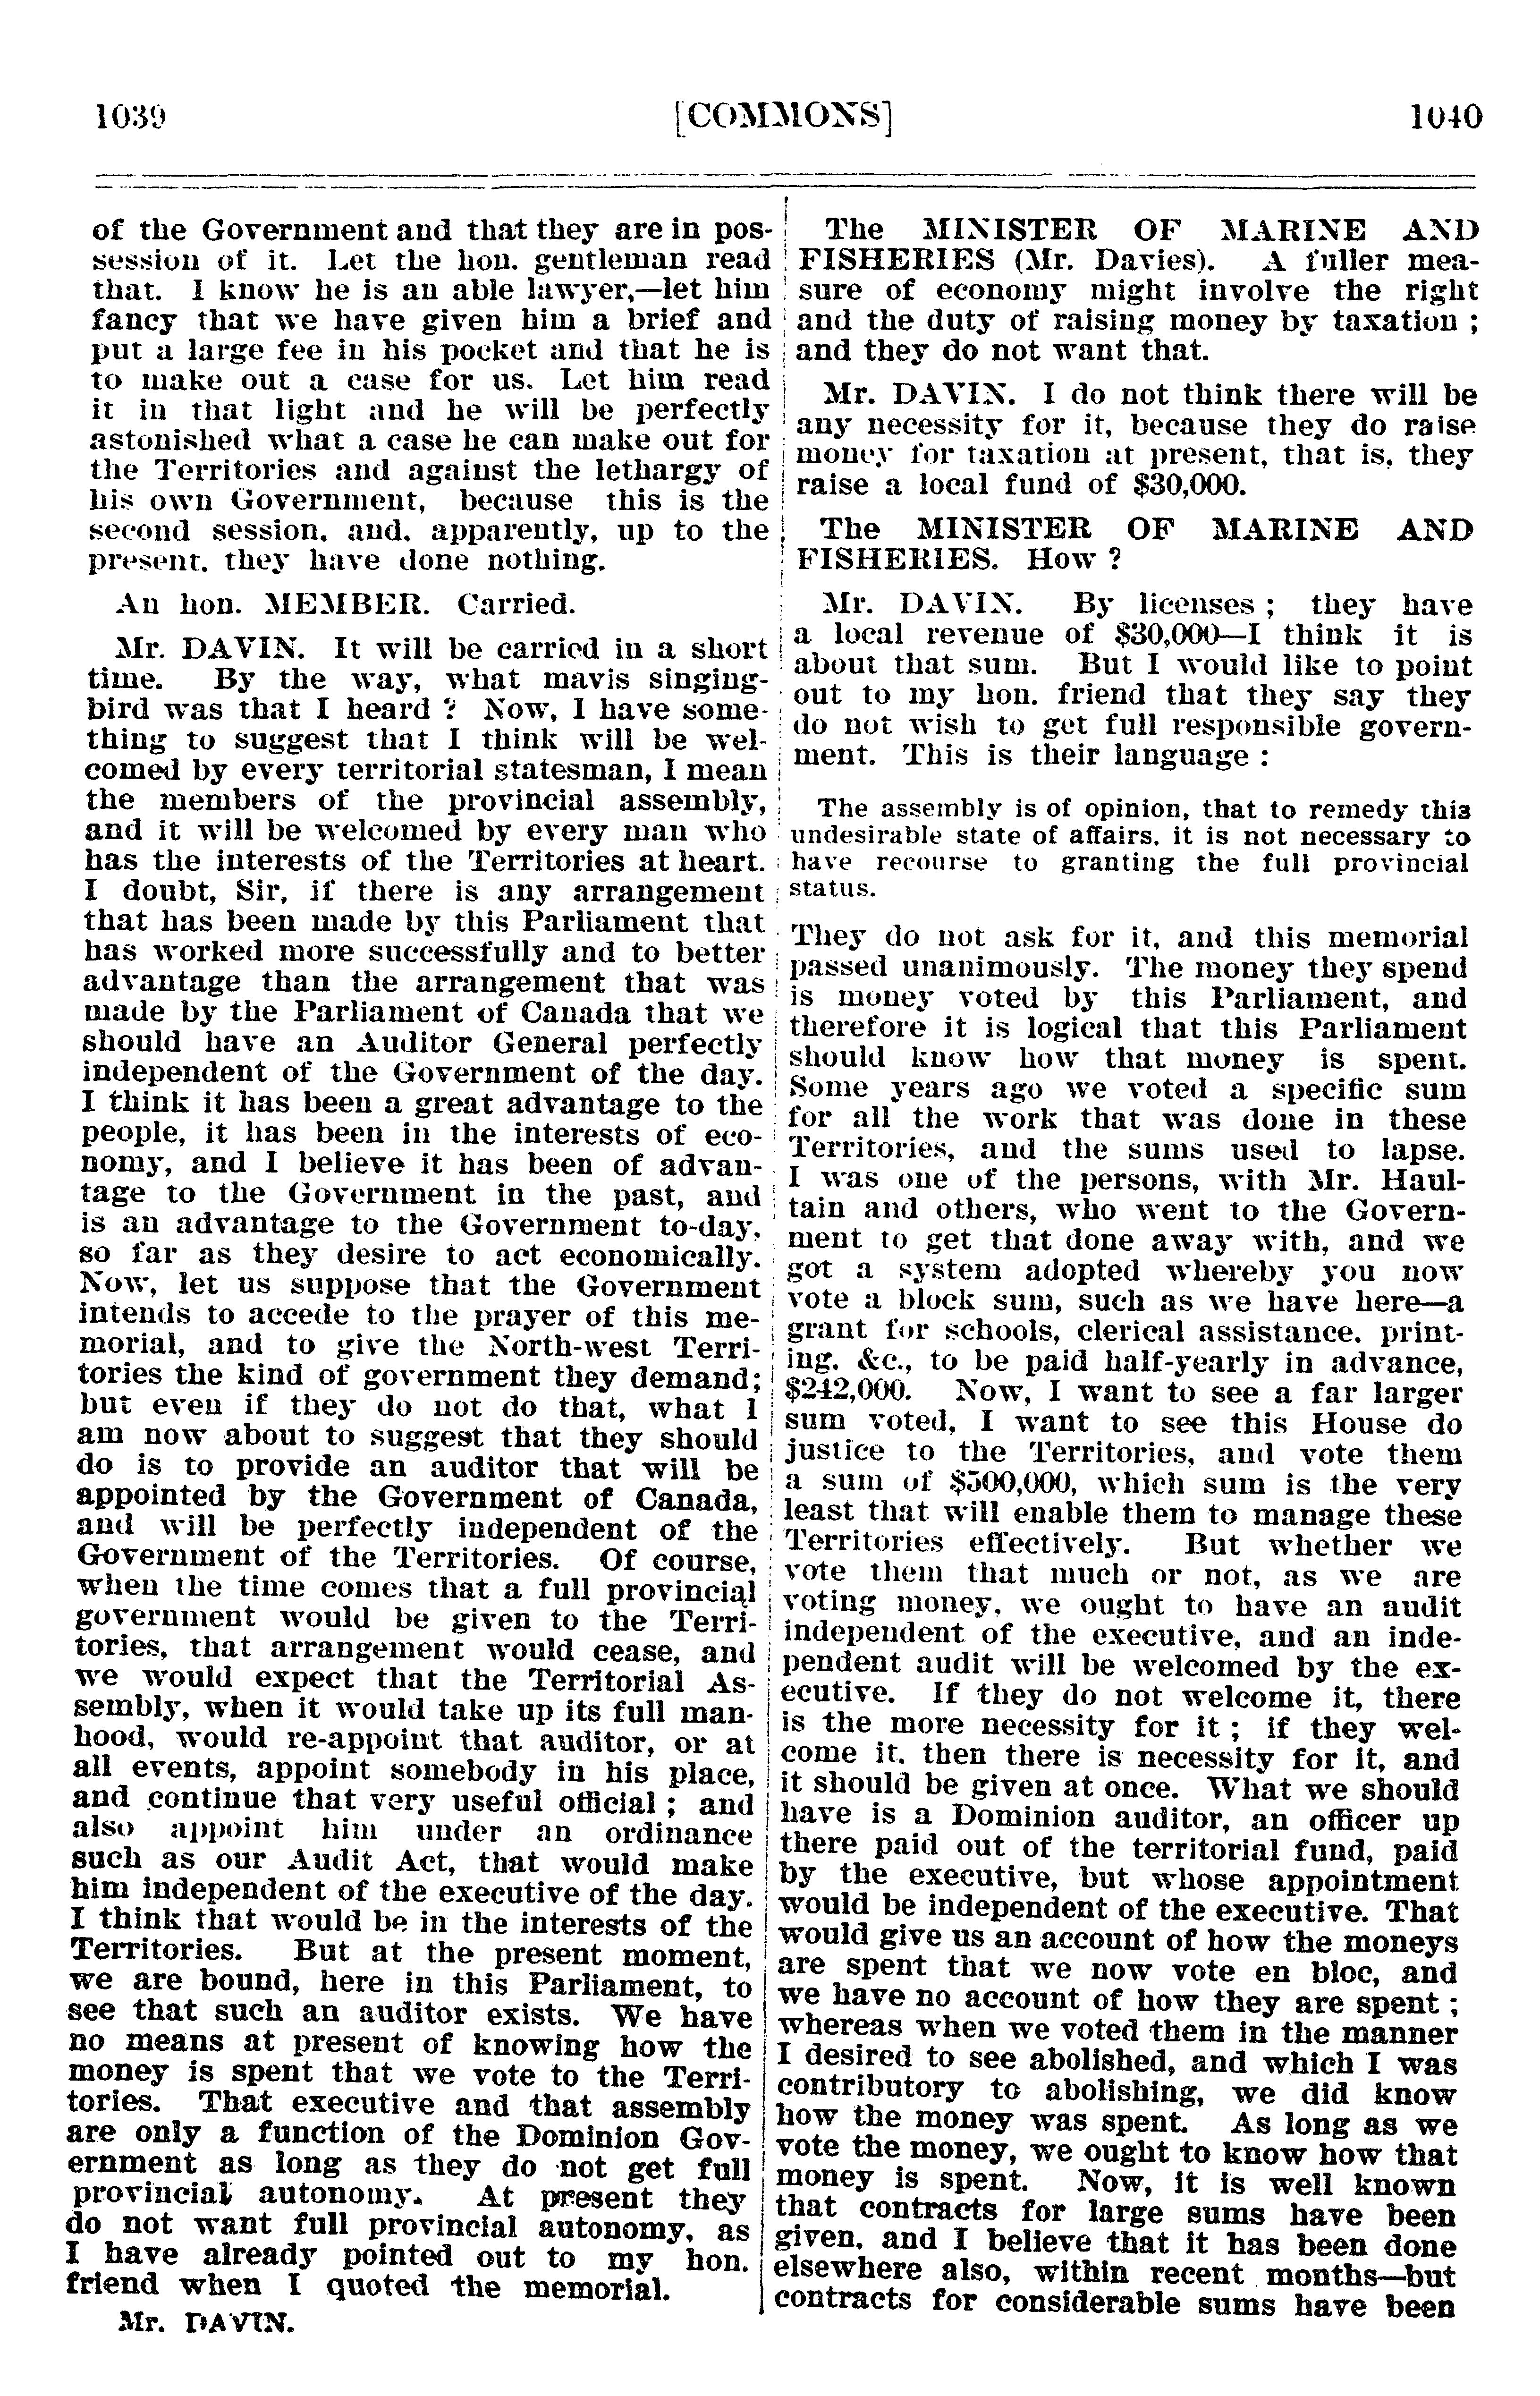 1039 [COMMONS] 1040
of the Government and that they are in pos-
session of it. Let the hon. gentleman read
that. I know he is an able lawyer,—let him
fancy that we have given him a brief and
put a large fee in his pocket and that he is
to make out a case for us. Let him read
it in that light and he will be perfectly
astonished what a case he can make out for
the Territories and against the lethargy of
his own Government, because this is the
second session, and, apparently, up to the
present, they have done nothing.
An hon. MEMBER. Carried.
Mr. DAVIN. It will be carried in a short
time. By the way, what mavis singing-
bird was that I heard ? Now, I have some-
thing to suggest that I think will be wel-
comed by every territorial statesman, I mean
the members of the provincial assembly,
and it will be welcomed by every man who
has the interests of the Territories at heart.
I doubt, Sir, if there is any arrangement
that has been made by this Parliament that
has worked more successfully and to better
advantage than the arrangement that was
made by the Parliament of Canada that we
should have an Auditor General perfectly
independent of the Government of the day.
I think it has been a great advantage to the
people, it has been in the interests of eco-
nomy, and I believe it has been of advan-
tage to the Government in the past, and
is an advantage to the Government to-day,
so far as they desire to act economically.
Now, let us suppose that the Government
intends to accede to the prayer of this me-
morial, and to give the North-west Terri-
tories the kind of government they demand;
but even if they do not do that, what I
am now about to suggest that they should
do is to provide an auditor that will be
appointed by the Government of Canada,
and will be perfectly independent of the
Government of the Territories. Of course,
when the time comes that a full provincial
government would be given to the Terri-
tories, that arrangement would cease, and
we would expect that the Territorial As-
sembly, when it would take up its full man-
hood, would re-appoint that auditor, or at
all events, appoint somebody in his place,
and continue that very useful official ; and
also appoint him under an ordinance
such as our Audit Act, that would make
him independent of the executive of the day.
I think that would be in the interests of the
Territories. But at the present moment,
we are bound, here in this Parliament, to
see that such an auditor exists. We have
no means at present of knowing how the
money is spent that we vote to the Terri-
tories. That executive and that assembly
are only a function of the Dominion Gov-
ernment as long as they do not get full
provincial autonomy. At present they
do not want full provincial autonomy, as
I have already pointed out to my hon.
friend when I quoted the memorial.
Mr. DAVIN.
The MINISTER OF MARINE AND
FISHERIES (Mr. Davies). A fuller mea-
sure of economy might involve the right
and the duty of raising money by taxation ;
and they do not want that.
Mr. DAVIN. I do not think there will be
any necessity for it, because they do raise
money for taxation at present, that is, they
raise a local fund of $30,000.
The MINISTER OF MARINE AND
FISHERIES. How ?
Mr. DAVIN. By licenses ; they have
a local revenue of $30,000—I think it is
about that sum. But I would like to point
out to my hon. friend that they say they
do not wish to get full responsible govern-
ment. This is their language :
The assembly is of opinion, that to remedy this
undesirable state of affairs, it is not necessary to
have recourse to granting the full provincial
status.
They do not ask for it, and this memorial
passed unanimously. The money they spend
is money voted by this Parliament, and
therefore it is logical that this Parliament
should know how that money is spent.
Some years ago we voted a specific sum
for all the work that was done in these
Territories, and the sums used to lapse.
I was one of the persons, with Mr. Haul-
tain and others, who went to the Govern-
ment to get that done away with, and we
got a system adopted whereby you now
vote a block sum, such as we have here—a
grant for schools, clerical assistance, print-
ing, &c., to be paid half-yearly in advance,
$242,000. Now, I want to see a far larger
sum voted, I want to see this House do
justice to the Territories, and vote them
a sum of $500,000, which sum is the very
least that will enable them to manage these
Territories effectively. But whether we
vote them that much or not, as we are
voting money, we ought to have an audit
independent of the executive, and an inde-
pendent audit will be welcomed by the ex-
ecutive. If they do not welcome it, there
is the more necessity for it ; if they wel-
come it, then there is necessity for it, and
it should be given at once. What we should
have is a Dominion auditor, an officer up
there paid out of the territorial fund, paid
by the executive, but whose appointment
would be independent of the executive. That
would give us an account of how the moneys
are spent that we now vote en bloc, and
we have no account of how they are spent ;
whereas when we voted them in the manner
I desired to see abolished, and which I was
contributory to abolishing, we did know
how the money was spent. As long as we
vote the money, we ought to know how that
money is spent. Now, it is well known
that contracts for large sums have been
given, and I believe that it has been done
elsewhere also, within recent months—but
contracts for considerable sums have been